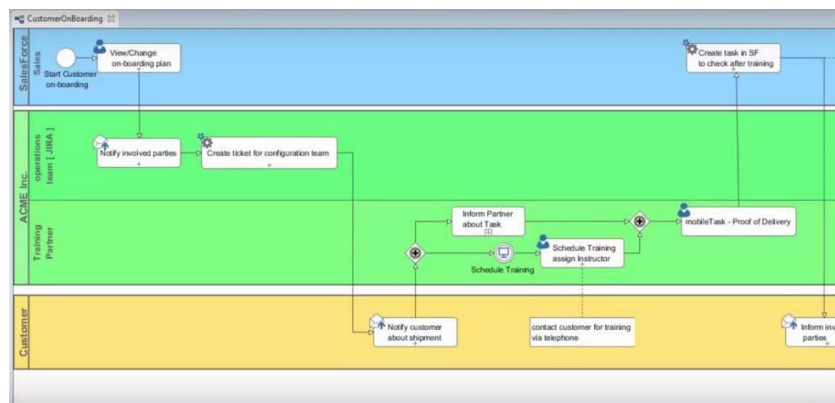 CustomerOnBoarding
SalesForce
Sales
Start Customer
on-boarding
View/Change
on-boarding plan
Create task in SF
to check after training
ACME Inc.
operations
team [ JIRA ]
Notify involved parties
Create ticket for configuration team
Training
Partner
Inform Partner
about Task
Schedule Training
Schedule Training
assign Instructor
mobileTask - Proof of Delivery
Customer
Notify customer
about shipment
contact customer for training
via telephone
Inform inv
parties